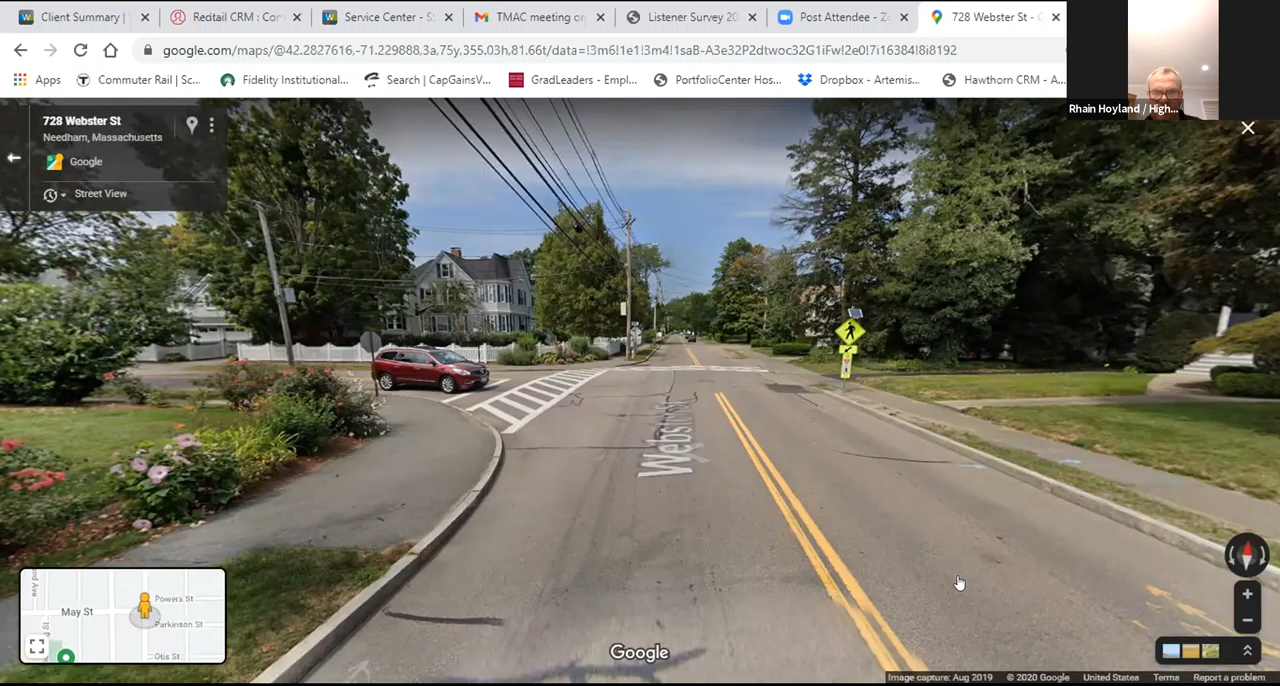 Client Summary |
Redtail CRM : Con
Service Center - S
TMAC meeting or
Listener Survey 20
Post Attendee - Zo
728 Webster St - G
google.com/maps/@42.2827616,-71.229888,3a,75y,355.03h,81.66t/data=!3m6!1e1!3m4!1saB-A3e32P2dtwoc32G1iFw!2e0!7i16384!8i8192
Apps
Commuter Rail | Sc...
Fidelity Institutional...
Search | CapGainsV...
GradLeaders - Empl...
PortfolioCenter Hos...
Dropbox - Artemis...
Hawthorn CRM - A...
Rhain Hoyland / High...
728 Webster St
Needham, Massachusetts
Google
Street View
Webster St
May St
Powers St
Parkinson St
Otis St
Google
Image capture: Aug 2019 © 2020 Google United States Terms Report a problem